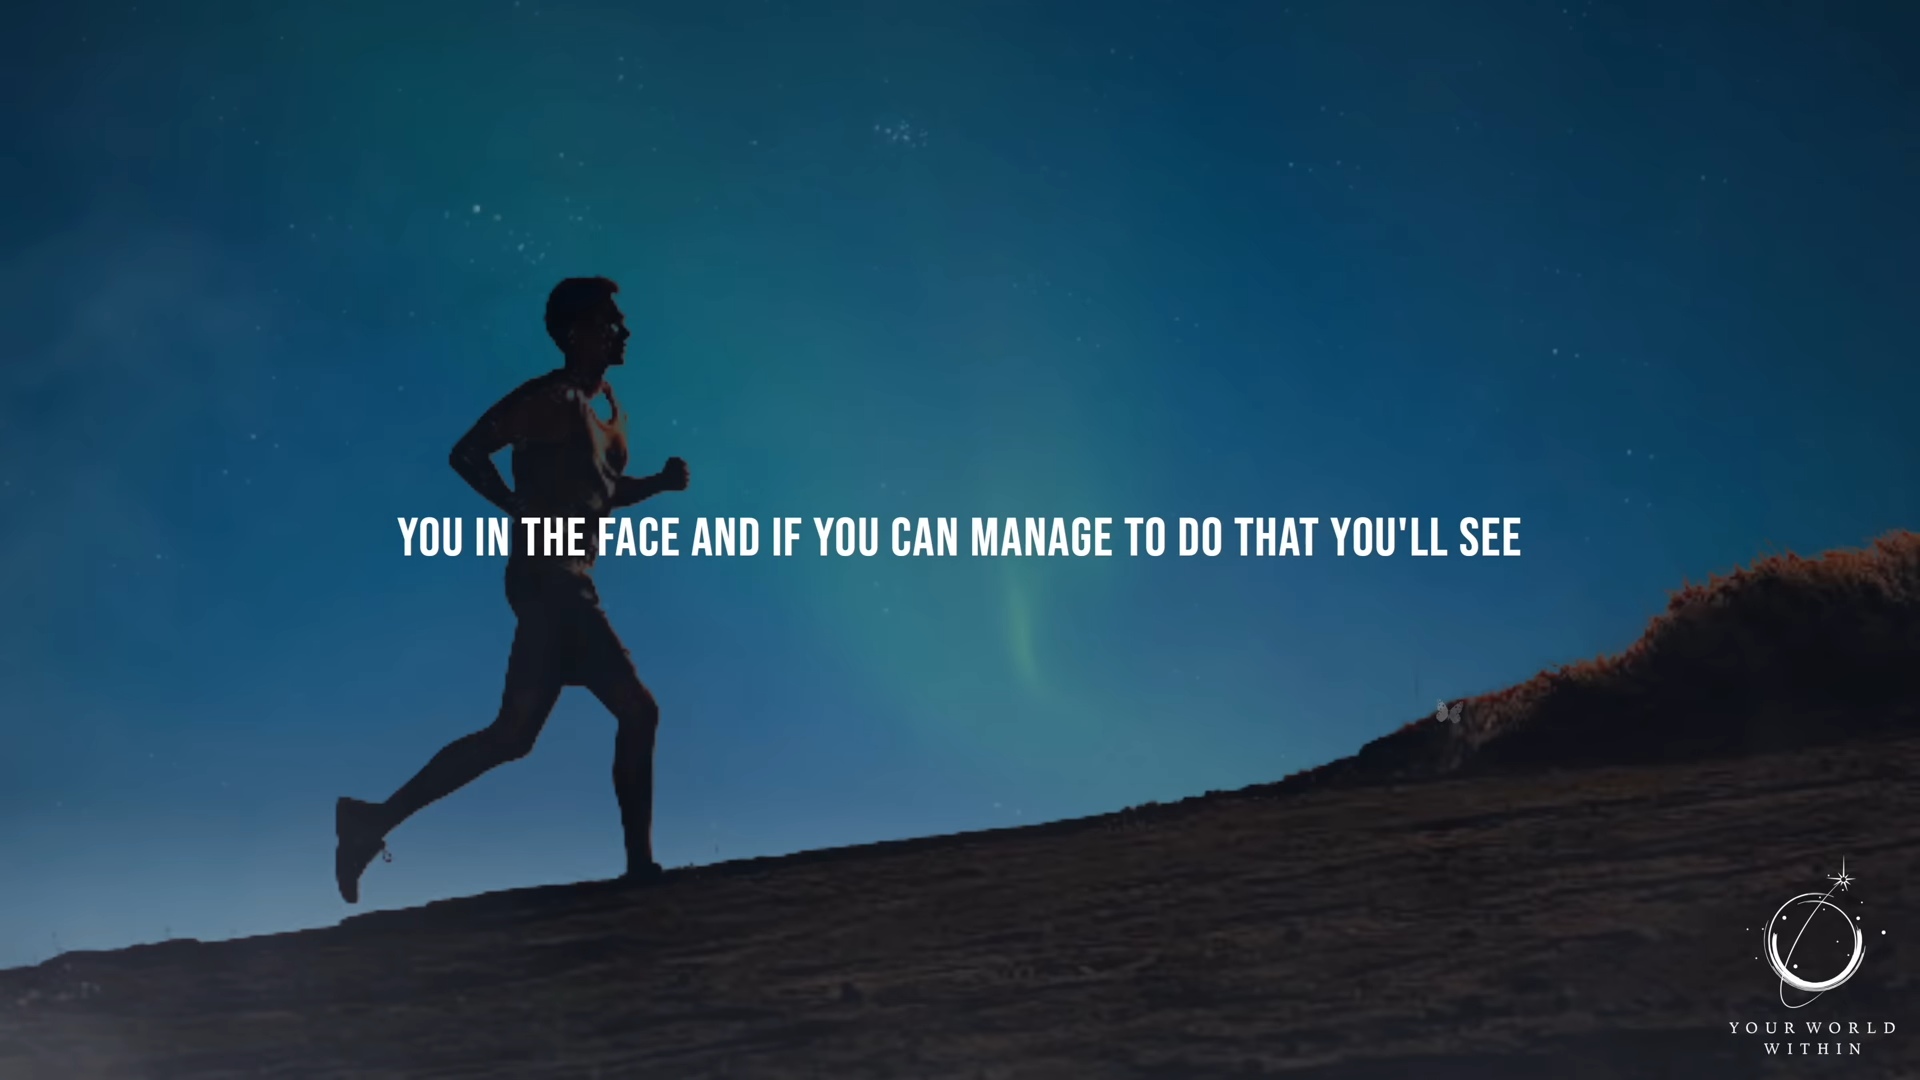 YOU IN THE FACE AND IF YOU CAN MANAGE TO DO THAT YOU'LL SEE
YOUR WORLD
WITHIN